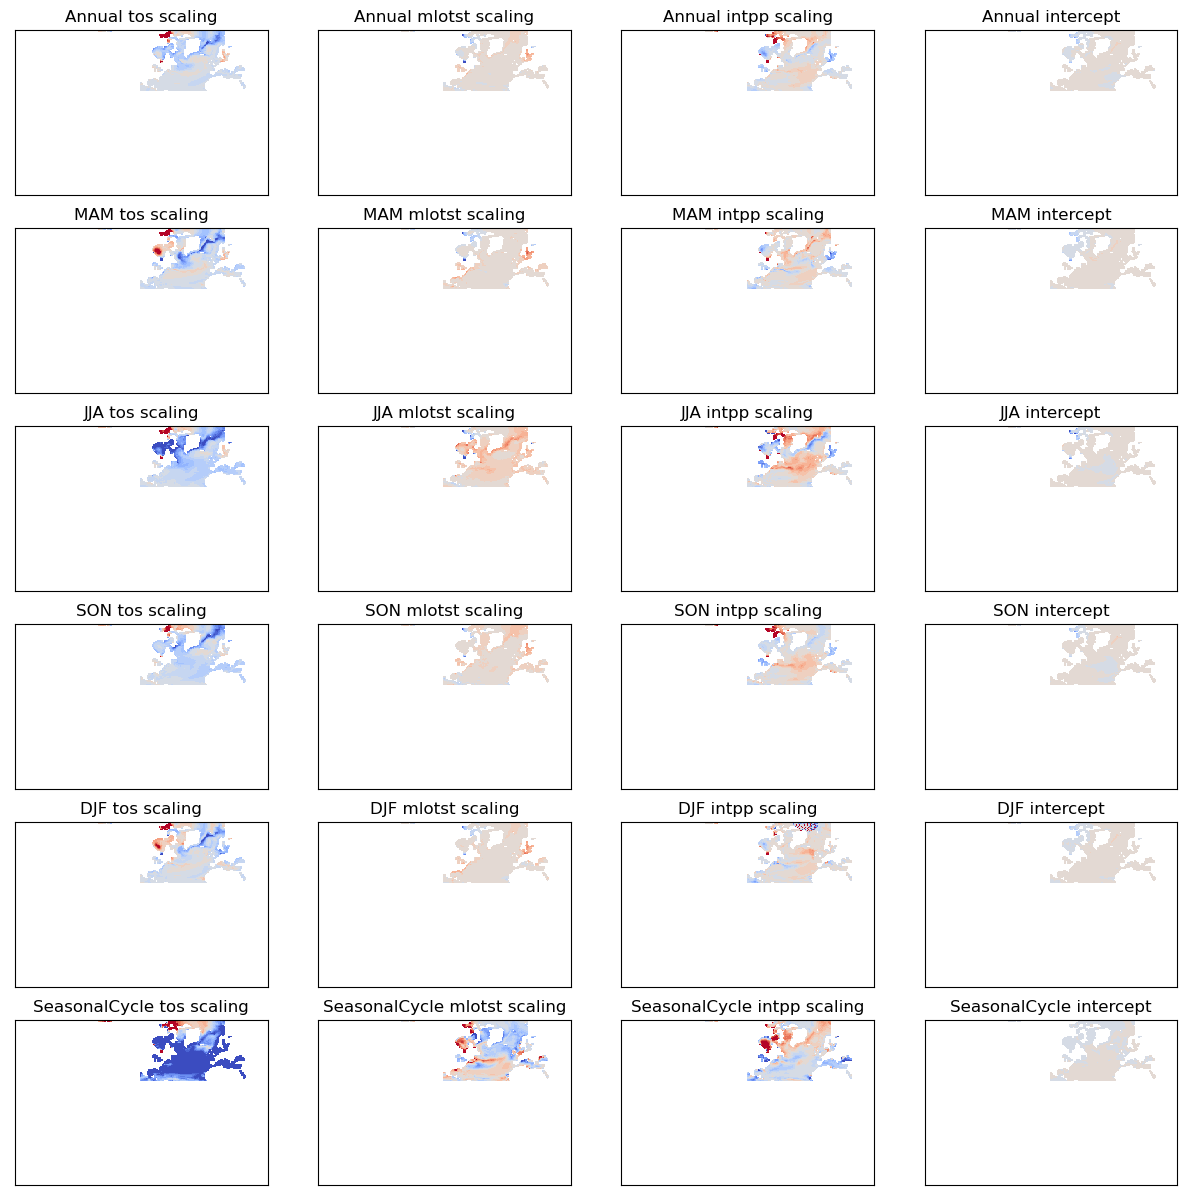 Annual tos scaling
Annual mlotst scaling
Annual intpp scaling
Annual intercept
MAM tos scaling
MAM mlotst scaling
MAM intpp scaling
MAM intercept
JJA tos scaling
JJA mlotst scaling
JJA intpp scaling
JJA intercept
SON tos scaling
SON mlotst scaling
SON intpp scaling
SON intercept
DJF tos scaling
DJF mlotst scaling
DJF intpp scaling
DJF intercept
SeasonalCycle tos scaling
SeasonalCycle mlotst scaling
SeasonalCycle intpp scaling
SeasonalCycle intercept